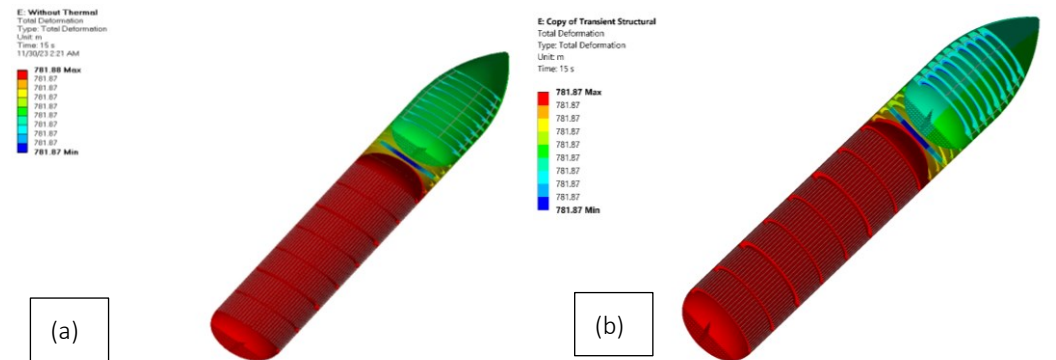 E: Without Thermal
Total Deformation
Type: Total Deformation
Unit: m
Time: 15 s
11/30/23 2:21 AM
781.88 Max
781.87
781.87
781.87
781.87
781.87
781.87
781.87
781.87
781.87 Min
(a)
E: Copy of Transient Structural
Total Deformation
Type: Total Deformation
Unit: m
Time: 15 s
781.87 Max
781.87
781.87
781.87
781.87
781.87
781.87
781.87
781.87
781.87 Min
(b)